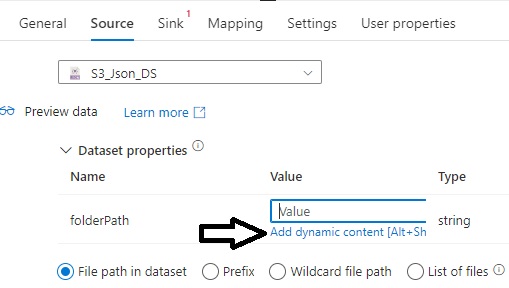 General Source Sink 1 Mapping Settings User properties
S3_Json_DS
Preview data Learn more
Dataset properties
Name Value Type
folderPath Value string
Add dynamic content [Alt+Sh
File path in dataset Prefix Wildcard file path List of files